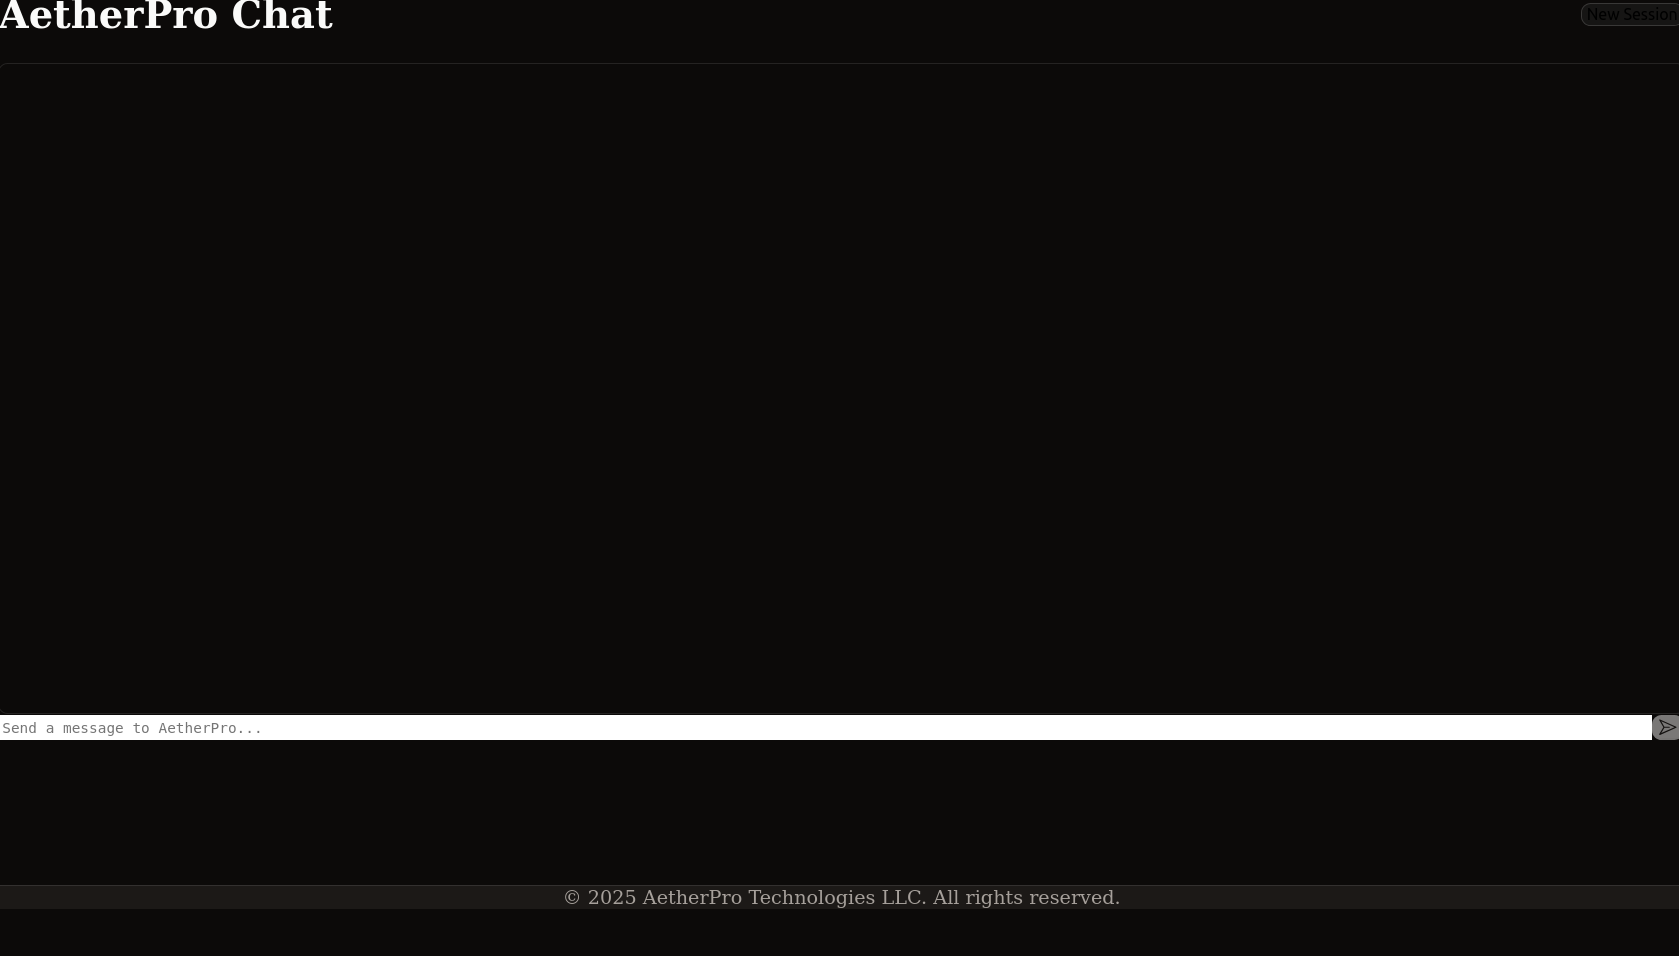 AetherPro Chat
New Session
Send a message to AetherPro...
© 2025 AetherPro Technologies LLC. All rights reserved.